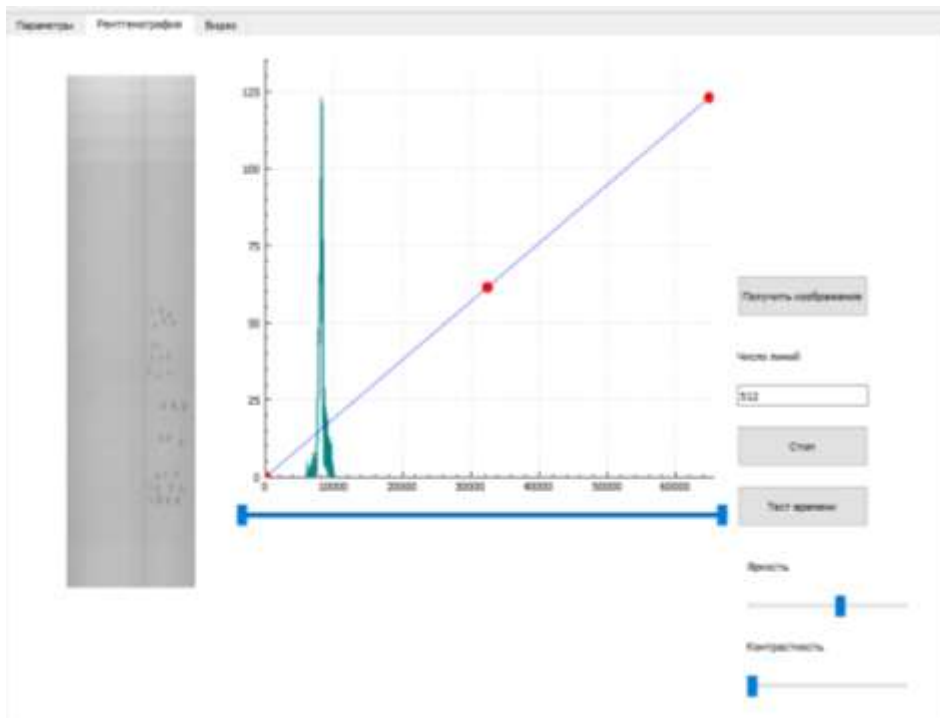 Параметры Рентгенография Видео
125
100
75
50
25
0
0 10000 20000 30000 40000 50000 60000
Получить изображение
Число линий
512
Стоп
Тест времени
Яркость
Контрастность